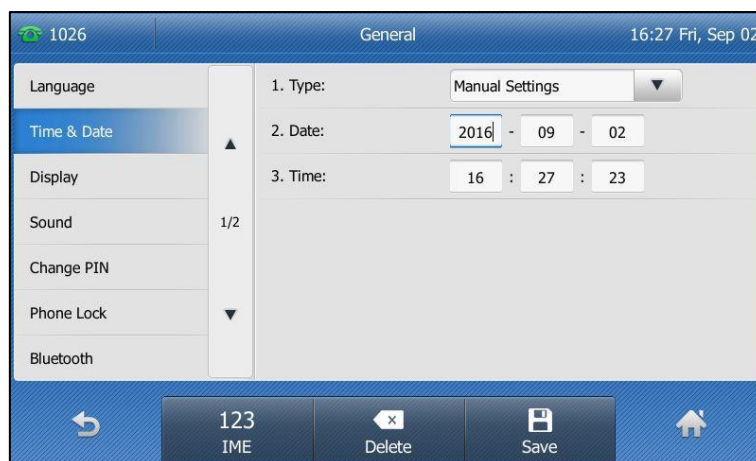 1026 General 16:27 Fri, Sep 02
Language
Time & Date
Display
Sound
Change PIN
Phone Lock
Bluetooth
1/2
1. Type: Manual Settings
2. Date: 2016 - 09 - 02
3. Time: 16 : 27 : 23
123
IME
Delete
Save